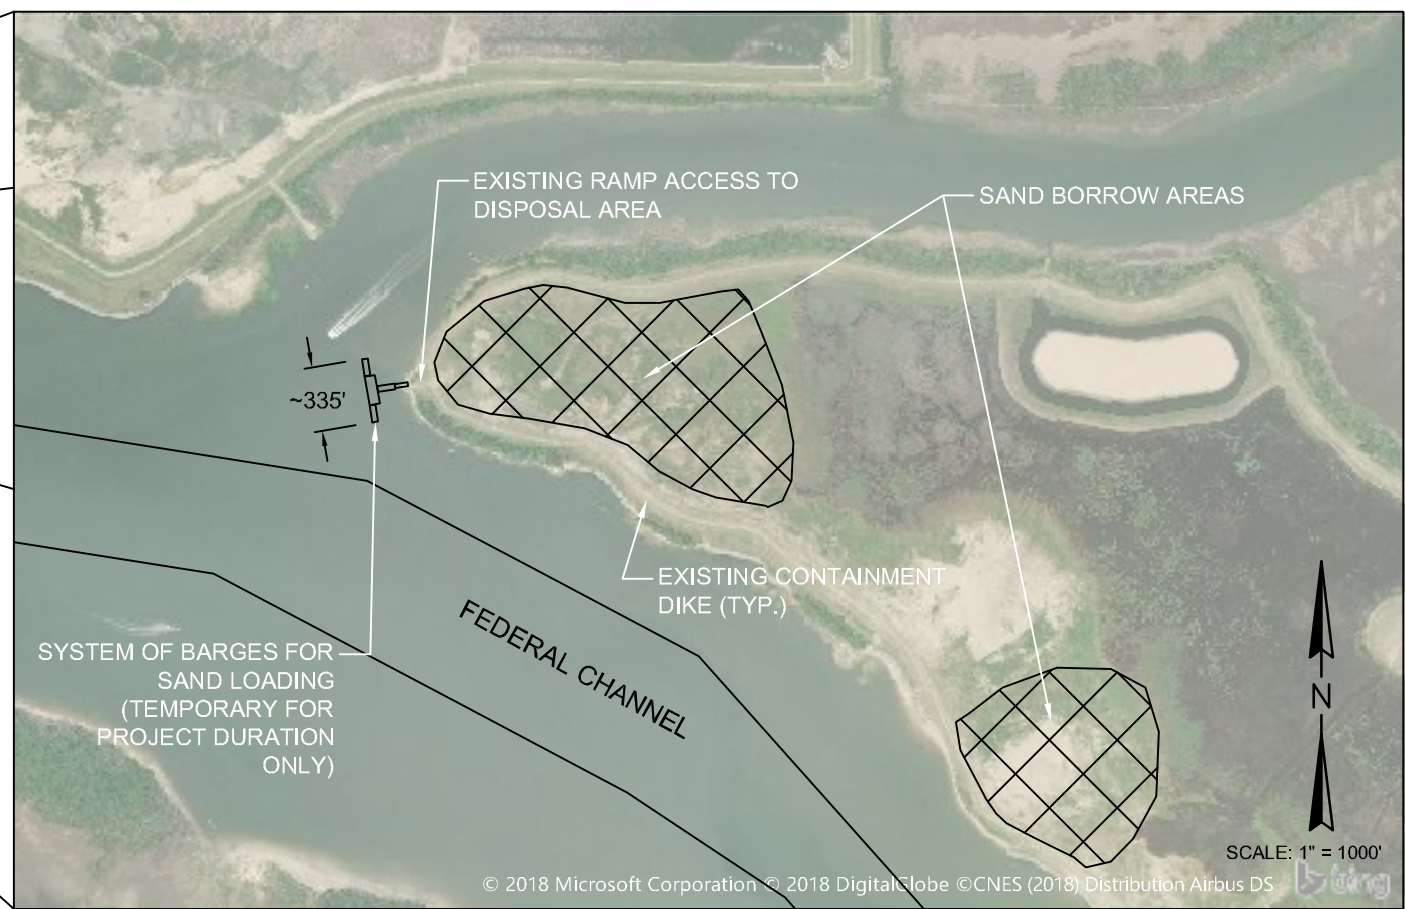 EXISTING RAMP ACCESS TO
DISPOSAL AREA
SAND BORROW AREAS
~335'
EXISTING CONTAINMENT
DIKE (TYP.)
FEDERAL CHANNEL
SYSTEM OF BARGES FOR
SAND LOADING
(TEMPORARY FOR
PROJECT DURATION
ONLY)
N
SCALE: 1" = 1000'
© 2018 Microsoft Corporation © 2018 DigitalGlobe ©CNES (2018) Distribution Airbus DS
bing